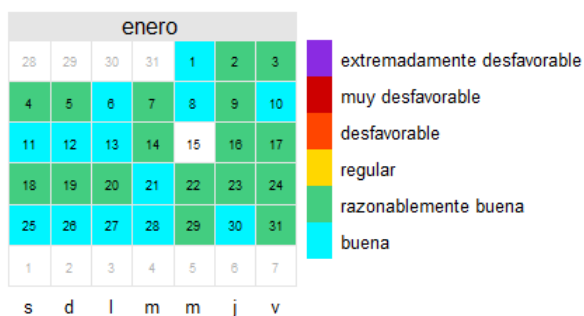 enero
28 29 30 31 1 2 3
4 5 6 7 8 9 10
11 12 13 14 15 16 17
18 19 20 21 22 23 24
25 26 27 28 29 30 31
1 2 3 4 5 6 7
s d l m m j v
extremadamente desfavorable
muy desfavorable
desfavorable
regular
razonablemente buena
buena